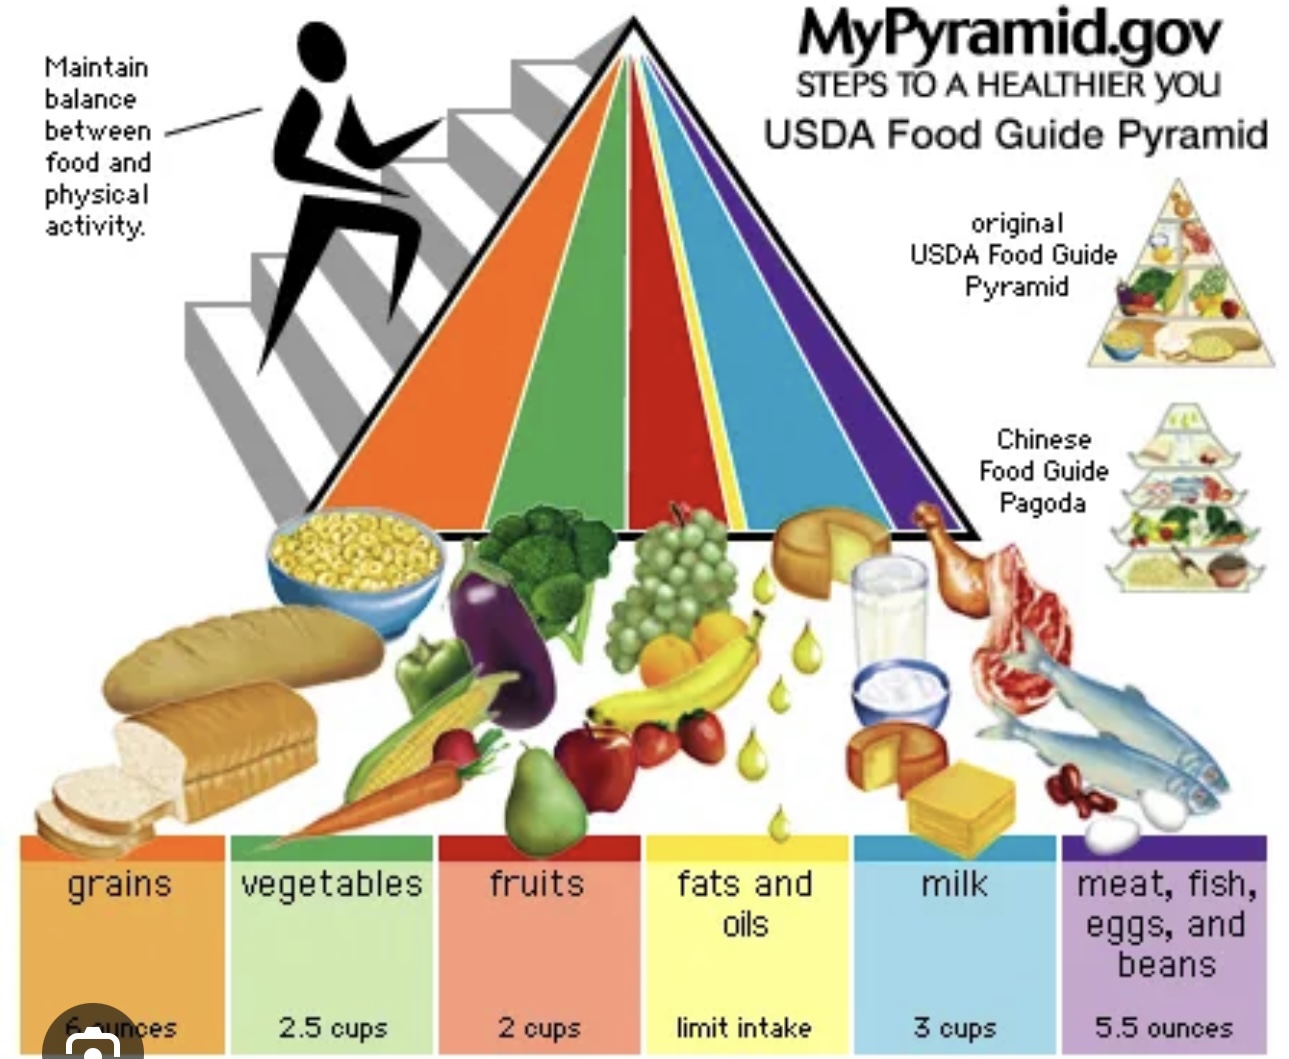 MyPyramid.gov
STEPS TO A HEALTHIER YOU
USDA Food Guide Pyramid
Maintain
balance
between
food and
physical
activity.
original
USDA Food Guide
Pyramid
Chinese
Food Guide
Pagoda
grains
6 ounces
vegetables
2.5 cups
fruits
2 cups
fats and
oils
limit intake
milk
3 cups
meat, fish,
eggs, and
beans
5.5 ounces